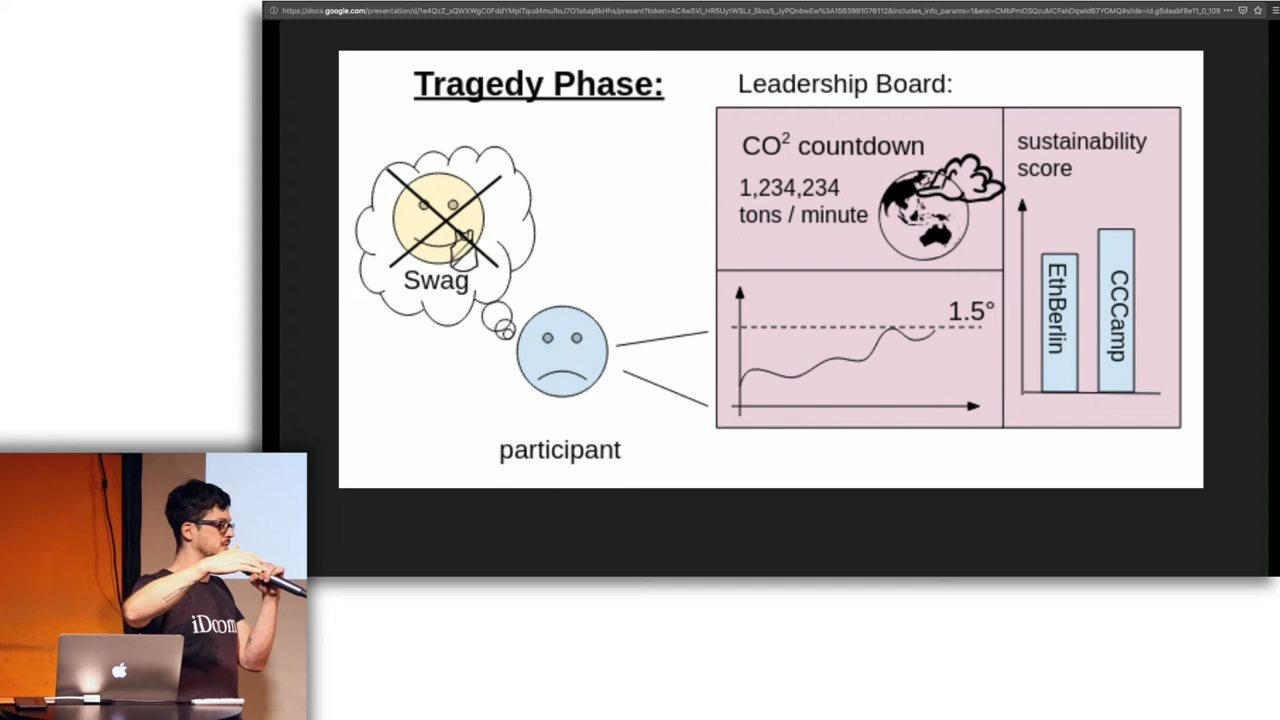 Tragedy Phase:
Leadership Board:
CO² countdown
1,234,234
tons / minute
sustainability
score
Swag
1.5°
EthBerlin
CCCamp
participant
iDoom